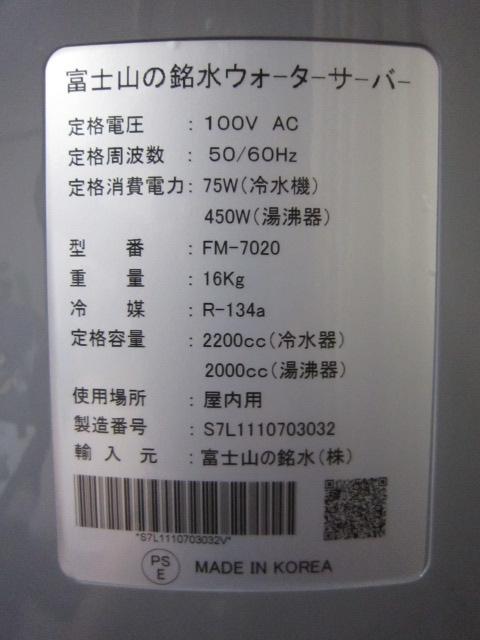 富士山の銘水ウォーターサーバー
定格電圧 : 100V AC
定格周波数 : 50/60Hz
定格消費電力 : 75W(冷水機)
450W(湯沸器)
型番 : FM-7020
重量 : 16Kg
冷媒 : R-134a
定格容量 : 2200cc(冷水器)
2000cc(湯沸器)
使用場所 : 屋内用
製造番号 : S7L1110703032
輸入元 : 富士山の銘水(株)
*S7L1110703032V*
PS E MADE IN KOREA